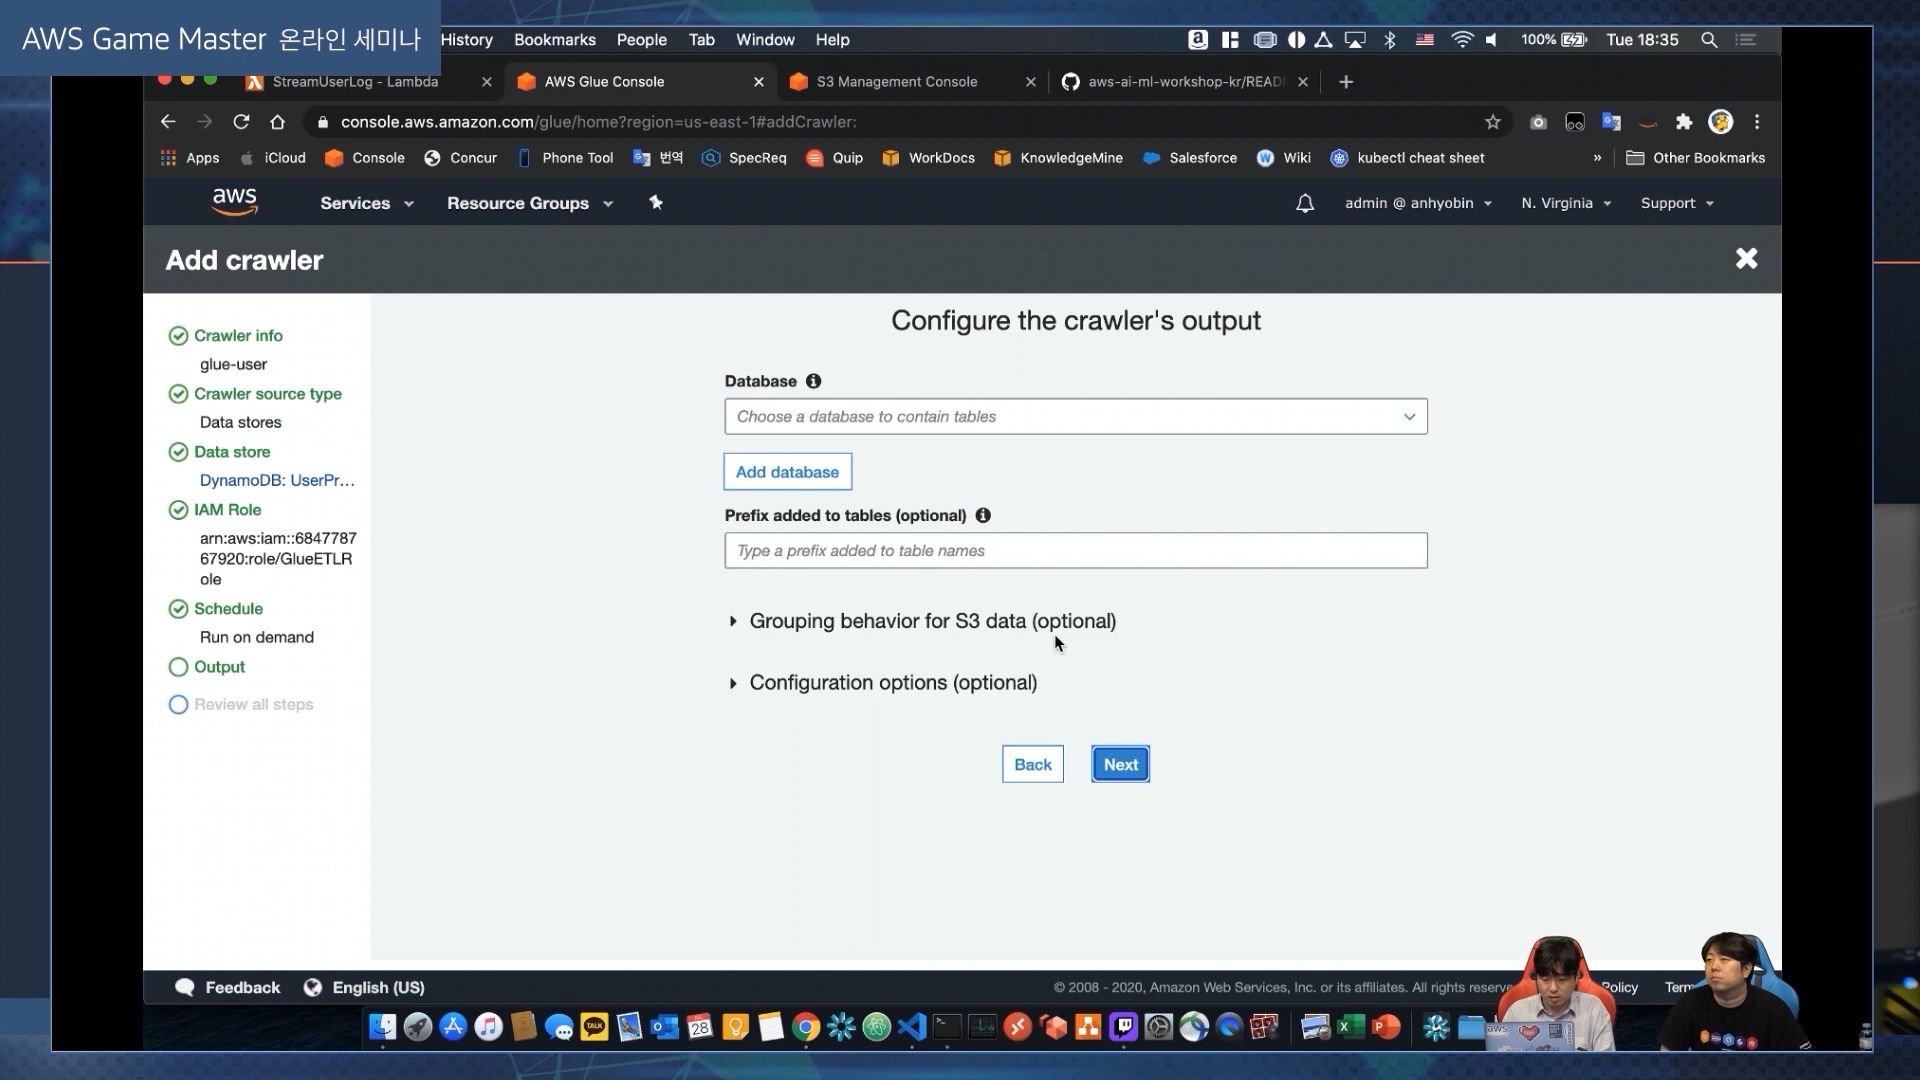 AWS Game Master 온라인 세미나
History Bookmarks People Tab Window Help
100% Tue 18:35
StreamUserLog - Lambda
AWS Glue Console
S3 Management Console
aws-ai-ml-workshop-kr/READ
console.aws.amazon.com/glue/home?region=us-east-1#addCrawler:
Apps iCloud Console Concur Phone Tool 번역 SpecReq Quip WorkDocs KnowledgeMine Salesforce Wiki kubectl cheat sheet » Other Bookmarks
aws Services Resource Groups admin @ anhyobin N. Virginia Support
Add crawler
Crawler info
glue-user
Crawler source type
Data stores
Data store
DynamoDB: UserPr...
IAM Role
arn:aws:iam::6847787
67920:role/GlueETLR
ole
Schedule
Run on demand
Output
Review all steps
Configure the crawler's output
Database
Choose a database to contain tables
Add database
Prefix added to tables (optional)
Type a prefix added to table names
Grouping behavior for S3 data (optional)
Configuration options (optional)
Back Next
Feedback English (US)
© 2008 - 2020, Amazon Web Services, Inc. or its affiliates. All rights reserve
Policy Term
TALK
28
aws